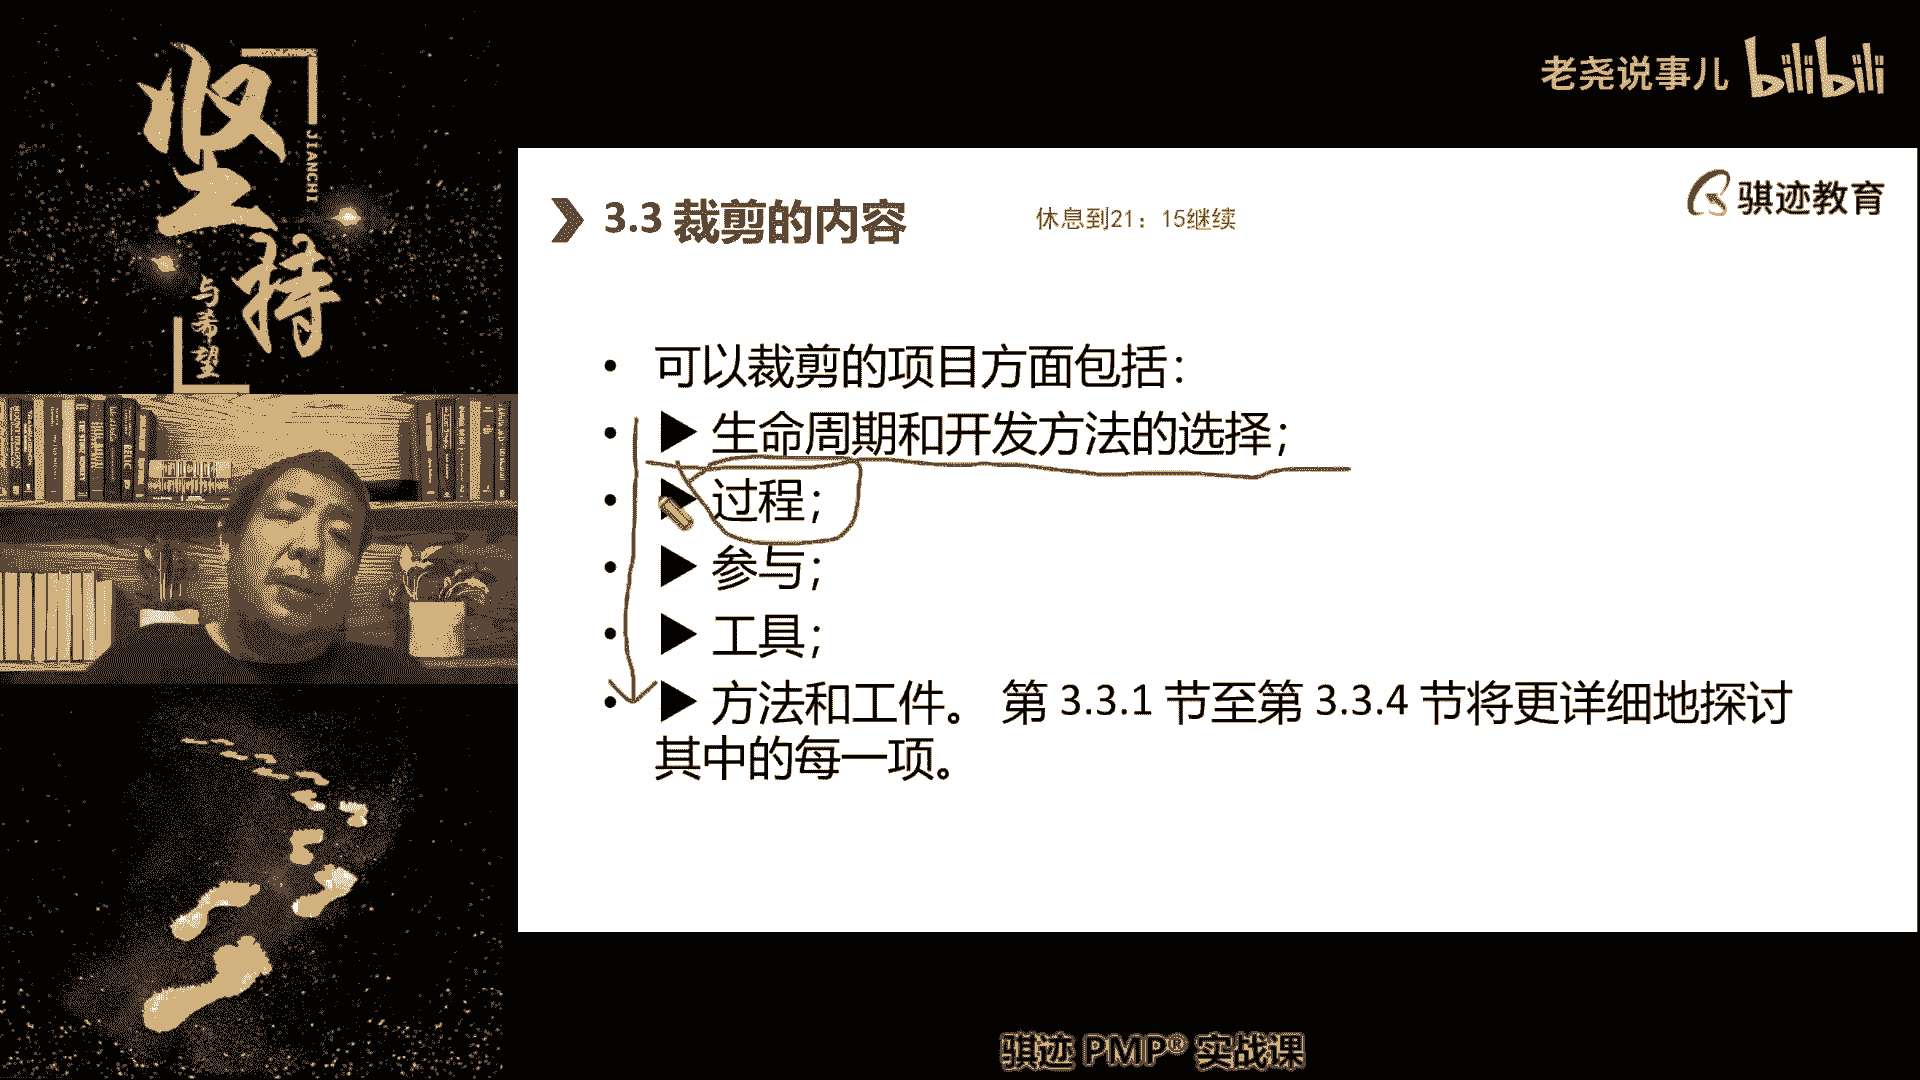 坚持
JIANCHI
与希望
老尧说事儿 bilibili
骐迹教育
3.3 裁剪的内容
休息到21：15继续
• 可以裁剪的项目方面包括：
• ▶ 生命周期和开发方法的选择；
• ▶ 过程；
• ▶ 参与；
• ▶ 工具；
• ▶ 方法和工件。 第 3.3.1 节至第 3.3.4 节将更详细地探讨
其中的每一项。
骐迹 PMP® 实战课